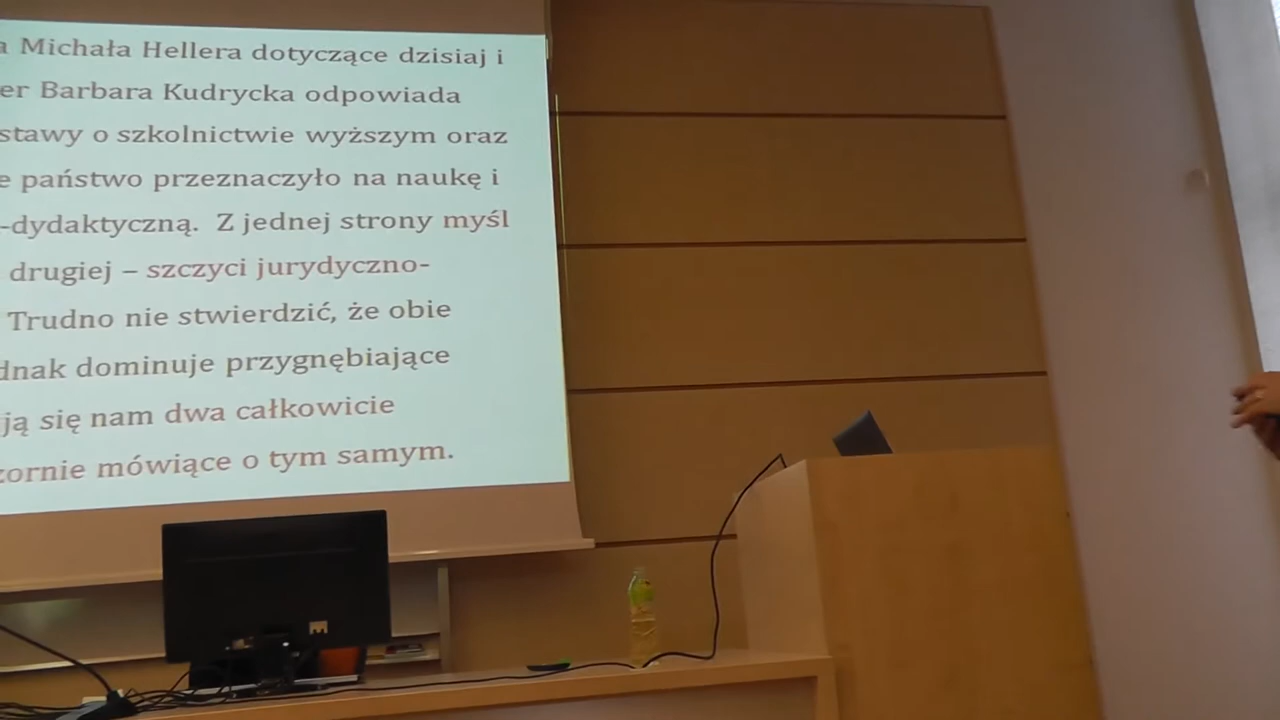 Michała Hellera dotyczące dzisiaj i
er Barbara Kudrycka odpowiada
stawy o szkolnictwie wyższym oraz
e państwo przeznaczyło na naukę i
-dydaktyczną. Z jednej strony myśl
drugiej – szczyci jurydyczno-
Trudno nie stwierdzić, że obie
dnak dominuje przygnębiające
ją się nam dwa całkowicie
zornie mówiące o tym samym.